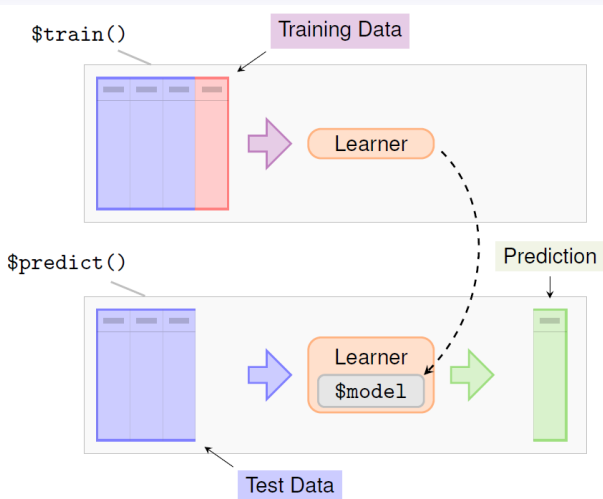 $train()
Training Data
Learner
$predict()
Prediction
Learner
$model
Test Data